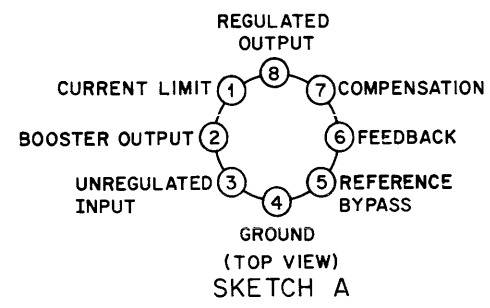 REGULATED
OUTPUT
8
CURRENT LIMIT 1 7 COMPENSATION
BOOSTER OUTPUT 2 6 FEEDBACK
UNREGULATED 3 5 REFERENCE
INPUT 4 BYPASS
GROUND
(TOP VIEW)
SKETCH A